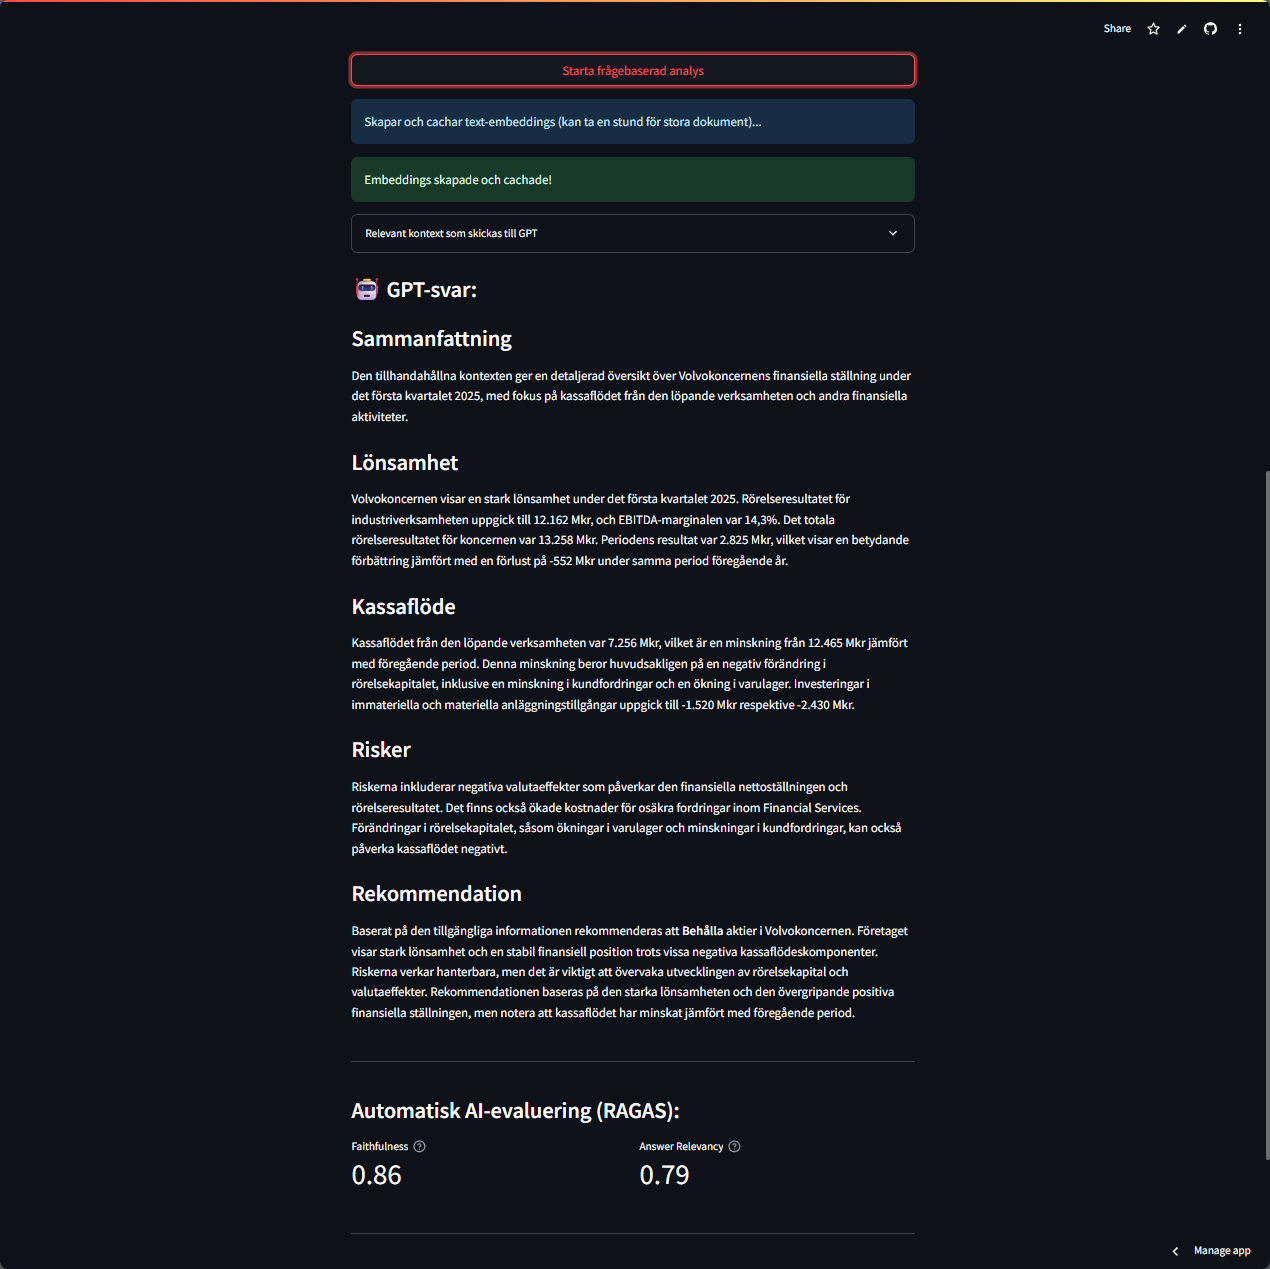 Share
Starta frågebaserad analys
Skapar och cachar text-embeddings (kan ta en stund för stora dokument)...
Embeddings skapade och cachade!
Relevant kontext som skickas till GPT
GPT-svar:
Sammanfattning
Den tillhandahållna kontexten ger en detaljerad översikt över Volvokoncernens finansiella ställning under
det första kvartalet 2025, med fokus på kassaflödet från den löpande verksamheten och andra finansiella
aktiviteter.
Lönsamhet
Volvokoncernen visar en stark lönsamhet under det första kvartalet 2025. Rörelseresultatet för
industriverksamheten uppgick till 12.162 Mkr, och EBITDA-marginalen var 14,3%. Det totala
rörelseresultatet för koncernen var 13.258 Mkr. Periodens resultat var 2.825 Mkr, vilket visar en betydande
förbättring jämfört med en förlust på -552 Mkr under samma period föregående år.
Kassaflöde
Kassaflödet från den löpande verksamheten var 7.256 Mkr, vilket är en minskning från 12.465 Mkr jämfört
med föregående period. Denna minskning beror huvudsakligen på en negativ förändring i
rörelsekapitalet, inklusive en minskning i kundfordringar och en ökning i varulager. Investeringar i
immateriella och materiella anläggningstillgångar uppgick till -1.520 Mkr respektive -2.430 Mkr.
Risker
Riskerna inkluderar negativa valutaeffekter som påverkar den finansiella nettoställningen och
rörelseresultatet. Det finns också ökade kostnader för osäkra fordringar inom Financial Services.
Förändringar i rörelsekapitalet, såsom ökningar i varulager och minskningar i kundfordringar, kan också
påverka kassaflödet negativt.
Rekommendation
Baserat på den tillgängliga informationen rekommenderas att Behålla aktier i Volvokoncernen. Företaget
visar stark lönsamhet och en stabil finansiell position trots vissa negativa kassaflödeskomponenter.
Riskerna verkar hanterbara, men det är viktigt att övervaka utvecklingen av rörelsekapital och
valutaeffekter. Rekommendationen baseras på den starka lönsamheten och den övergripande positiva
finansiella ställningen, men notera att kassaflödet har minskat jämfört med föregående period.
Automatisk AI-evaluering (RAGAS):
Faithfulness
0.86
Answer Relevancy
0.79
Manage app